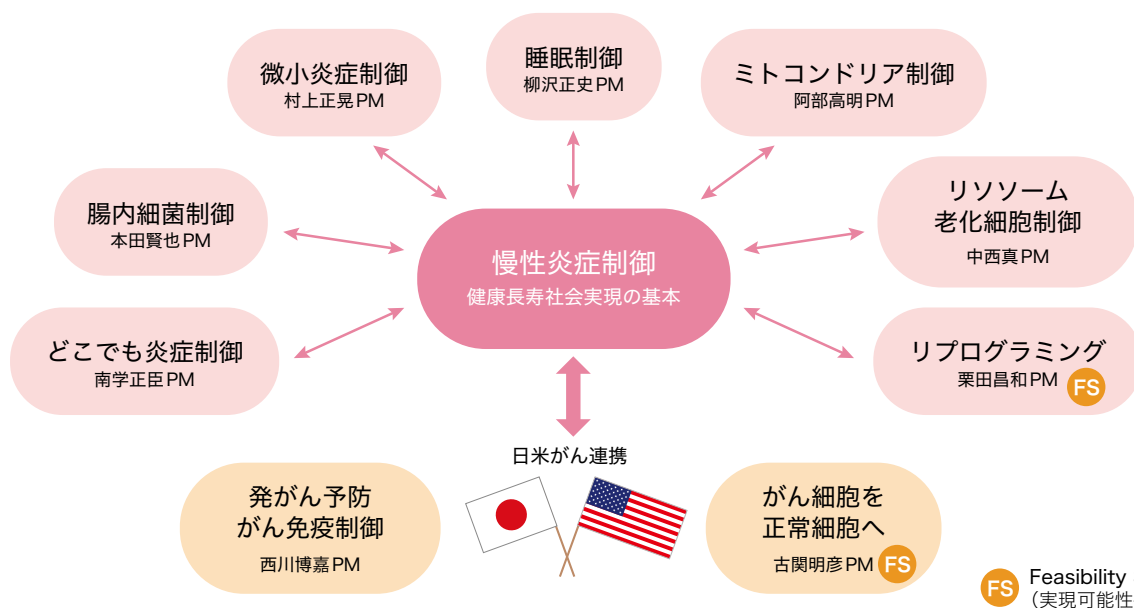 微小炎症制御
村上正晃PM
睡眠制御
柳沢正史PM
ミトコンドリア制御
阿部高明PM
腸内細菌制御
本田賢也PM
リソソーム
老化細胞制御
中西真PM
慢性炎症制御
健康長寿社会実現の基本
どこでも炎症制御
南学正臣PM
リプログラミング
栗田昌和PM
FS
日米がん連携
発がん予防
がん免疫制御
西川博嘉PM
がん細胞を
正常細胞へ
古関明彦PM
FS
FS
Feasibility
（実現可能性